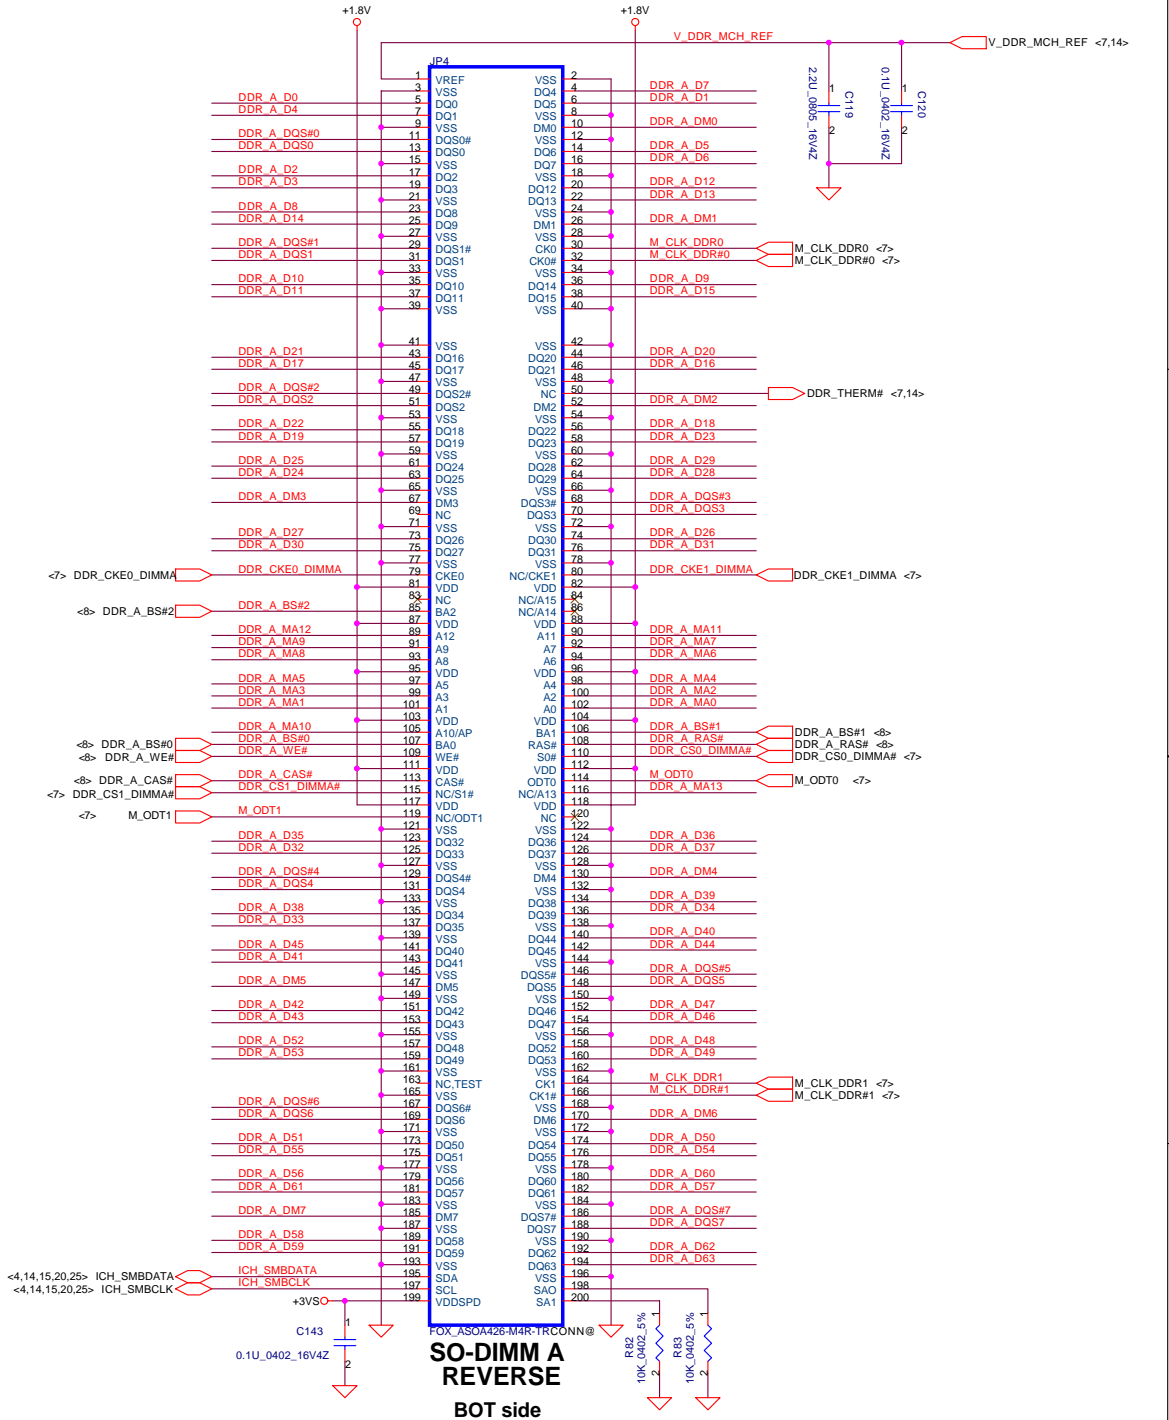 +1.8V +1.8V
V_DDR_MCH_REF
V_DDR_MCH_REF <7,14>
JP4
C119
2.2U_0805_16V4Z
1
2
C120
0.1U_0402_16V4Z
1
2
1 VREF VSS 2
3 VSS DQ4 4 DDR_A_D7
DDR_A_D0 5 DQ0 DQ5 6 DDR_A_D1
DDR_A_D4 7 DQ1 VSS 8
9 VSS DM0 10 DDR_A_DM0
DDR_A_DQS#0 11 DQS0# VSS 12
DDR_A_DQS0 13 DQS0 DQ6 14 DDR_A_D5
15 VSS DQ7 16 DDR_A_D6
DDR_A_D2 17 DQ2 VSS 18
DDR_A_D3 19 DQ3 DQ12 20 DDR_A_D12
21 VSS DQ13 22 DDR_A_D13
DDR_A_D8 23 DQ8 VSS 24
DDR_A_D14 25 DQ9 DM1 26 DDR_A_DM1
27 VSS VSS 28
DDR_A_DQS#1 29 DQS1# CK0 30 M_CLK_DDR0 M_CLK_DDR0 <7>
DDR_A_DQS1 31 DQS1 CK0# 32 M_CLK_DDR#0 M_CLK_DDR#0 <7>
33 VSS VSS 34
DDR_A_D10 35 DQ10 DQ14 36 DDR_A_D9
DDR_A_D11 37 DQ11 DQ15 38 DDR_A_D15
39 VSS VSS 40
41 VSS VSS 42
DDR_A_D21 43 DQ16 DQ20 44 DDR_A_D20
DDR_A_D17 45 DQ17 DQ21 46 DDR_A_D16
47 VSS VSS 48
DDR_A_DQS#2 49 DQS2# NC 50 DDR_THERM# <7,14>
DDR_A_DQS2 51 DQS2 DM2 52 DDR_A_DM2
53 VSS VSS 54
DDR_A_D22 55 DQ18 DQ22 56 DDR_A_D18
DDR_A_D19 57 DQ19 DQ23 58 DDR_A_D23
59 VSS VSS 60
DDR_A_D25 61 DQ24 DQ28 62 DDR_A_D29
DDR_A_D24 63 DQ25 DQ29 64 DDR_A_D28
65 VSS VSS 66
DDR_A_DM3 67 DM3 DQS3# 68 DDR_A_DQS#3
69 NC DQS3 70 DDR_A_DQS3
71 VSS VSS 72
DDR_A_D27 73 DQ26 DQ30 74 DDR_A_D26
DDR_A_D30 75 DQ27 DQ31 76 DDR_A_D31
77 VSS VSS 78
<7> DDR_CKE0_DIMMA DDR_CKE0_DIMMA 79 CKE0 NC/CKE1 80 DDR_CKE1_DIMMA DDR_CKE1_DIMMA <7>
81 VDD VDD 82
83 NC NC/A15 84
<8> DDR_A_BS#2 DDR_A_BS#2 85 BA2 NC/A14 86
87 VDD VDD 88
DDR_A_MA12 89 A12 A11 90 DDR_A_MA11
DDR_A_MA9 91 A9 A7 92 DDR_A_MA7
DDR_A_MA8 93 A8 A6 94 DDR_A_MA6
95 VDD VDD 96
DDR_A_MA5 97 A5 A4 98 DDR_A_MA4
DDR_A_MA3 99 A3 A2 100 DDR_A_MA2
DDR_A_MA1 101 A1 A0 102 DDR_A_MA0
103 VDD VDD 104
DDR_A_MA10 105 A10/AP BA1 106 DDR_A_BS#1 DDR_A_BS#1 <8>
<8> DDR_A_BS#0 DDR_A_BS#0 107 BA0 RAS# 108 DDR_A_RAS# DDR_A_RAS# <8>
<8> DDR_A_WE# DDR_A_WE# 109 WE# S0# 110 DDR_CS0_DIMMA# DDR_CS0_DIMMA# <7>
111 VDD VDD 112
<8> DDR_A_CAS# DDR_A_CAS# 113 CAS# ODT0 114 M_ODT0 M_ODT0 <7>
<7> DDR_CS1_DIMMA# DDR_CS1_DIMMA# 115 NC/S1# NC/A13 116 DDR_A_MA13
117 VDD VDD 118
<7> M_ODT1 M_ODT1 119 NC/ODT1 NC 120
121 VSS VSS 122
DDR_A_D35 123 DQ32 DQ36 124 DDR_A_D36
DDR_A_D32 125 DQ33 DQ37 126 DDR_A_D37
127 VSS VSS 128
DDR_A_DQS#4 129 DQS4# DM4 130 DDR_A_DM4
DDR_A_DQS4 131 DQS4 VSS 132
133 VSS DQ38 134 DDR_A_D39
DDR_A_D38 135 DQ34 DQ39 136 DDR_A_D34
DDR_A_D33 137 DQ35 VSS 138
139 VSS DQ44 140 DDR_A_D40
DDR_A_D45 141 DQ40 DQ45 142 DDR_A_D44
DDR_A_D41 143 DQ41 VSS 144
145 VSS DQS5# 146 DDR_A_DQS#5
DDR_A_DM5 147 DM5 DQS5 148 DDR_A_DQS5
149 VSS VSS 150
DDR_A_D42 151 DQ42 DQ46 152 DDR_A_D47
DDR_A_D43 153 DQ43 DQ47 154 DDR_A_D46
155 VSS VSS 156
DDR_A_D52 157 DQ48 DQ52 158 DDR_A_D48
DDR_A_D53 159 DQ49 DQ53 160 DDR_A_D49
161 VSS VSS 162
163 NC,TEST CK1 164 M_CLK_DDR1 M_CLK_DDR1 <7>
165 VSS CK1# 166 M_CLK_DDR#1 M_CLK_DDR#1 <7>
DDR_A_DQS#6 167 DQS6# VSS 168
DDR_A_DQS6 169 DQS6 DM6 170 DDR_A_DM6
171 VSS VSS 172
DDR_A_D51 173 DQ50 DQ54 174 DDR_A_D50
DDR_A_D55 175 DQ51 DQ55 176 DDR_A_D54
177 VSS VSS 178
DDR_A_D56 179 DQ56 DQ60 180 DDR_A_D60
DDR_A_D61 181 DQ57 DQ61 182 DDR_A_D57
183 VSS VSS 184
DDR_A_DM7 185 DM7 DQS7# 186 DDR_A_DQS#7
187 VSS DQS7 188 DDR_A_DQS7
DDR_A_D58 189 DQ58 VSS 190
DDR_A_D59 191 DQ59 DQ62 192 DDR_A_D62
193 VSS DQ63 194 DDR_A_D63
<4,14,15,20,25> ICH_SMBDATA ICH_SMBDATA 195 SDA VSS 196
<4,14,15,20,25> ICH_SMBCLK ICH_SMBCLK 197 SCL SAO 198
+3VS 199 VDDSPD SA1 200
C143
0.1U_0402_16V4Z
1
2
R82
10K_0402_5%
1
2
R83
10K_0402_5%
1
2
FOX_ASOA426-M4R-TRCONN@
SO-DIMM A
REVERSE
BOT side